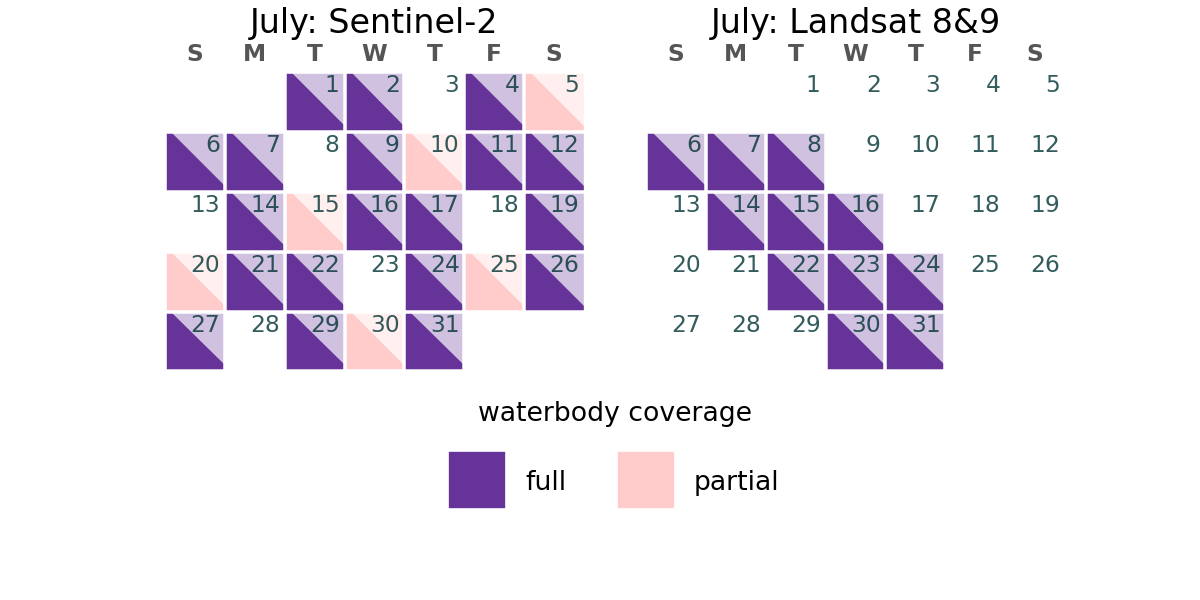 July: Sentinel-2
S M T W T F S
1 2 3 4 5
6 7 8 9 10 11 12
13 14 15 16 17 18 19
20 21 22 23 24 25 26
27 28 29 30 31
July: Landsat 8&9
S M T W T F S
1 2 3 4 5
6 7 8 9 10 11 12
13 14 15 16 17 18 19
20 21 22 23 24 25 26
27 28 29 30 31
waterbody coverage
full partial